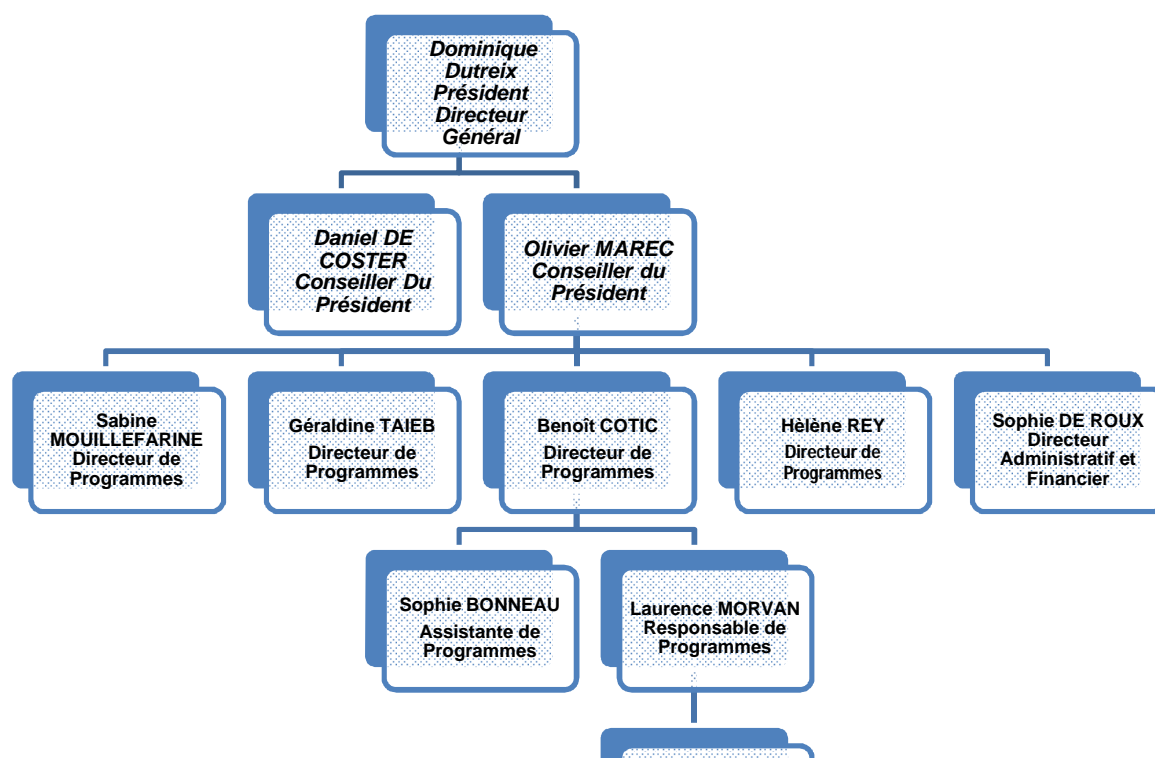 Dominique
Dutreix
Président
Directeur
Général
Daniel DE
COSTER
Conseiller Du
Président
Olivier MAREC
Conseiller du
Président
Sabine
MOUILLEFARINE
Directeur de
Programmes
Géraldine TAIEB
Directeur de
Programmes
Benoît COTIC
Directeur de
Programmes
Hèlène REY
Directeur de
Programmes
Sophie DE ROUX
Directeur
Administratif et
Financier
Sophie BONNEAU
Assistante de
Programmes
Laurence MORVAN
Responsable de
Programmes